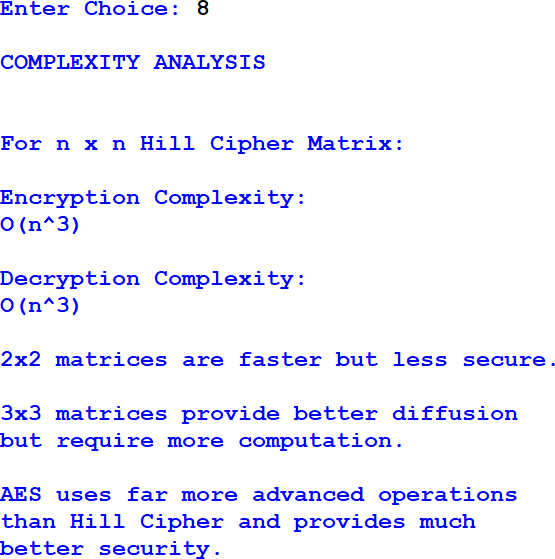 Enter Choice: 8
COMPLEXITY ANALYSIS
For n x n Hill Cipher Matrix:
Encryption Complexity:
O(n^3)
Decryption Complexity:
O(n^3)
2x2 matrices are faster but less secure.
3x3 matrices provide better diffusion
but require more computation.
AES uses far more advanced operations
than Hill Cipher and provides much
better security.